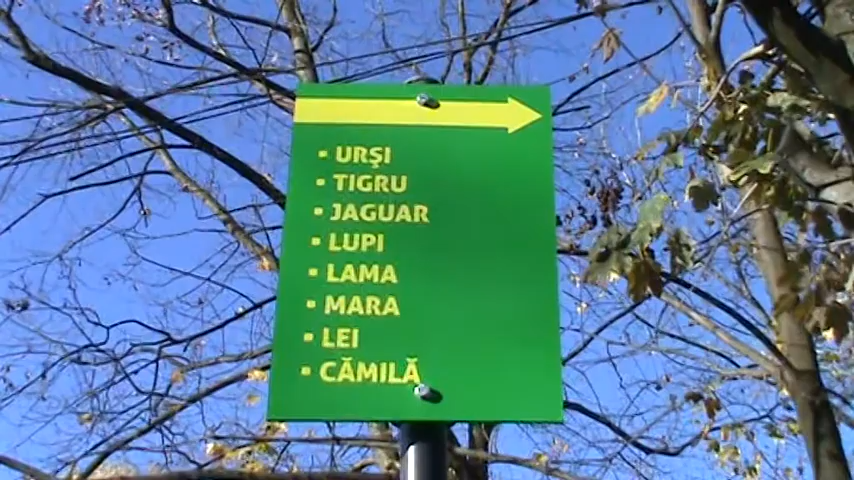 ▪ URŞI
▪ TIGRU
▪ JAGUAR
▪ LUPI
▪ LAMA
▪ MARA
▪ LEI
▪ CĂMILĂ